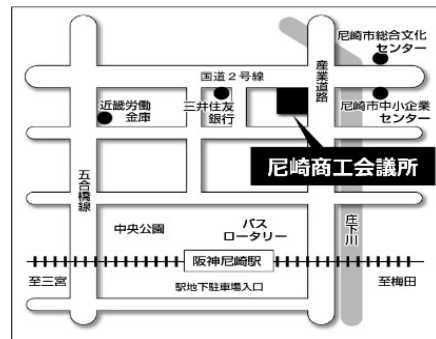 尼崎市総合文化
センター
国道2号線
産業道路
近畿労働
金庫
三井住友
銀行
尼崎市中小企業
センター
尼崎商工会議所
五合橋線
中央公園
バス
ロータリー
庄下川
阪神尼崎駅
至三宮
駅地下駐車場入口
至梅田